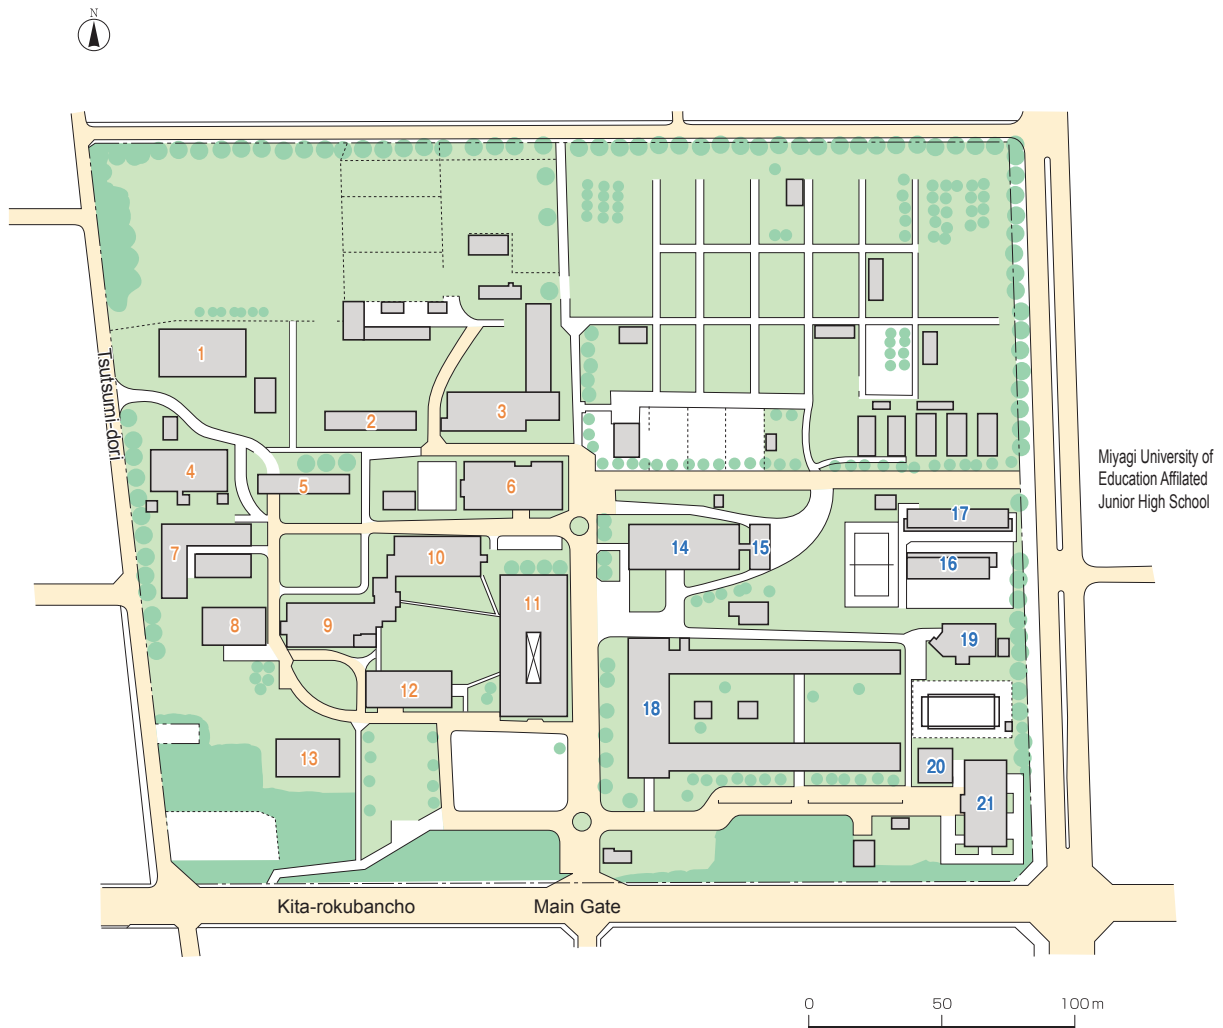 N
1
2
3
Tsutsumi-dori
4
5
6
Miyagi University of
Education Affilated
Junior High School
7
10
14
15
17
16
8
9
11
19
12
18
13
20
21
Kita-rokubancho
Main Gate
0 50 100m